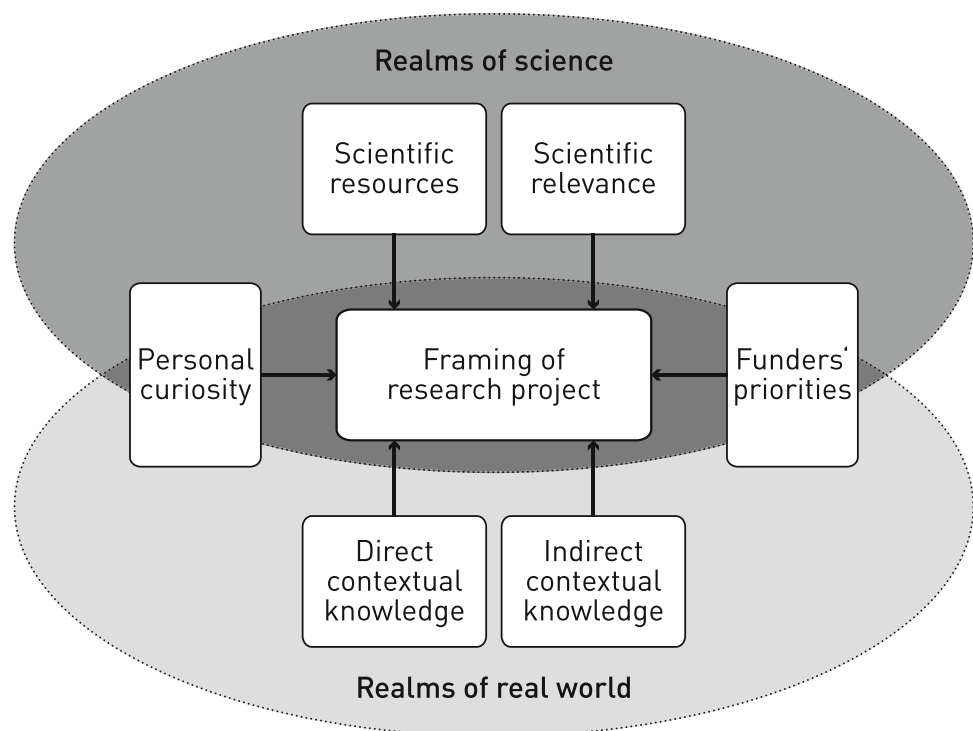 Realms of science
Scientific
resources
Scientific
relevance
Personal
curiosity
Framing of
research project
Funders‘
priorities
Direct
contextual
knowledge
Indirect
contextual
knowledge
Realms of real world